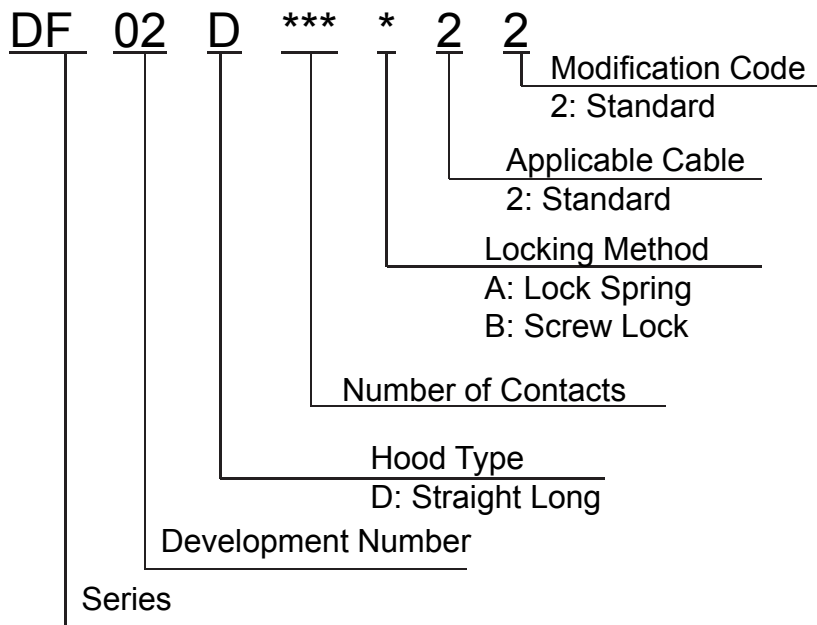 DF 02 D *** * 2 2
Modification Code
2: Standard
Applicable Cable
2: Standard
Locking Method
A: Lock Spring
B: Screw Lock
Number of Contacts
Hood Type
D: Straight Long
Development Number
Series